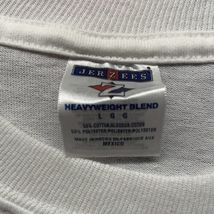 JERZEES
HEAVYWEIGHT BLEND
L G G
50% COTTON/ALGODON/COTON
50% POLYESTER/POLIESTER/POLYESTER
MEXICO